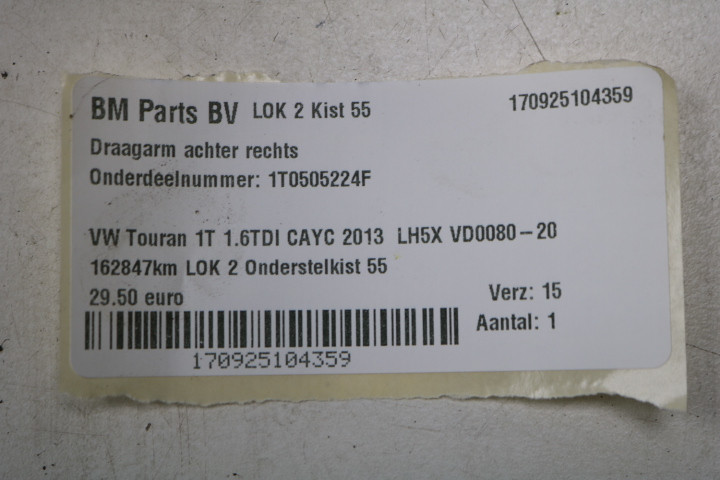 BM Parts BV LOK 2 Kist 55 170925104359
Draagarm achter rechts
Onderdeelnummer: 1T0505224F
VW Touran 1T 1.6TDI CAYC 2013 LH5X VD0080-20
162847km LOK 2 Onderstelkist 55
29.50 euro Verz: 15
Aantal: 1
170925104359